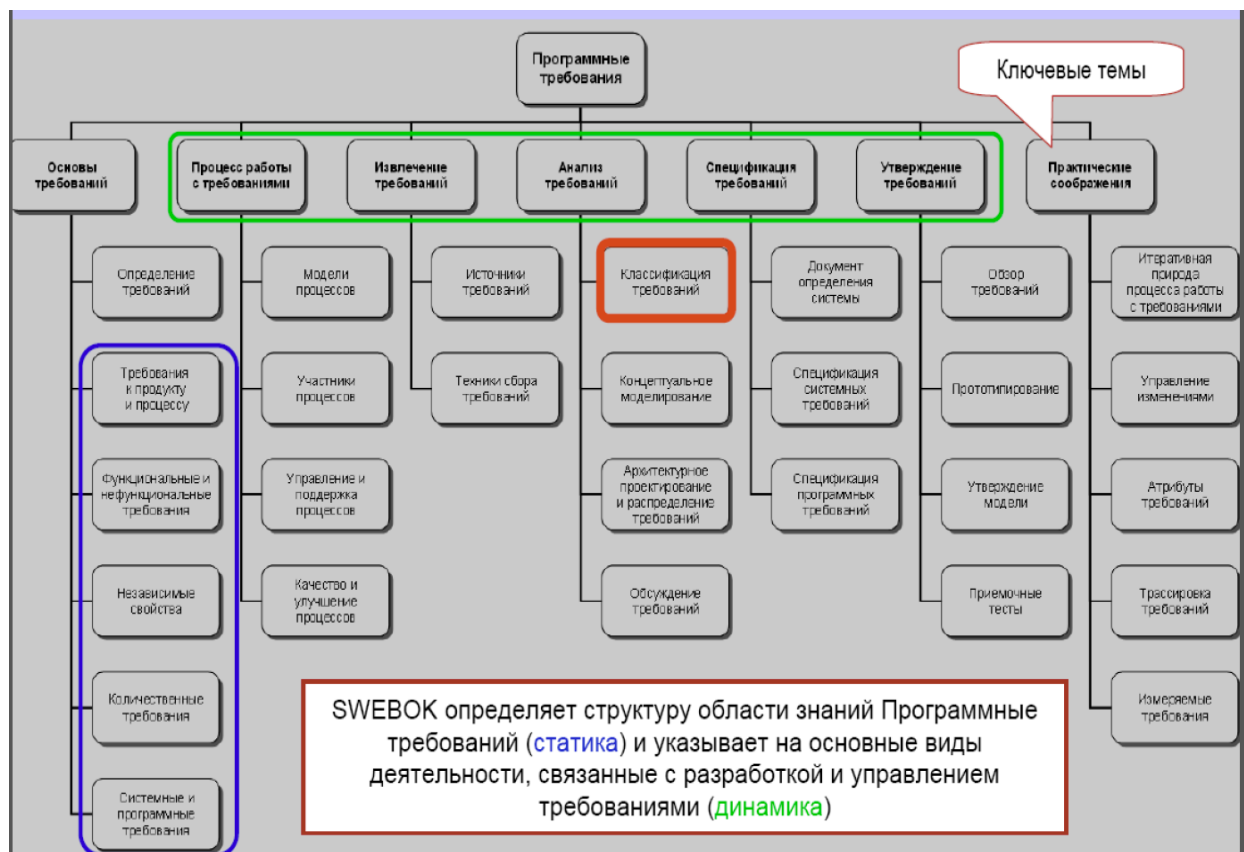 Программные
требования
Ключевые темы
Основы
требований
Процесс работы
с требованиями
Извлечение
требований
Анализ
требований
Спецификация
требований
Утверждение
требований
Практические
соображения
Определение
требований
Требования
к продукту
и процессу
Функциональные и
нефункциональные
требования
Независимые
свойства
Количественные
требования
Системные и
программные
требования
Модели
процессов
Участники
процессов
Управление и
поддержка
процессов
Качество и
улучшение
процессов
Источники
требований
Техники сбора
требований
Классификация
требований
Концептуальное
моделирование
Архитектурное
проектирование
и распределение
требований
Обсуждение
требований
Документ
определения
системы
Спецификация
системных
требований
Спецификация
программных
требований
Обзор
требований
Прототипирование
Утверждение
модели
Приемочные
тесты
Итеративная
природа
процесса работы
с требованиями
Управление
изменениями
Атрибуты
требований
Трассировка
требований
Измеряемые
требования
SWEBOK определяет структуру области знаний Программные
требований (статика) и указывает на основные виды
деятельности, связанные с разработкой и управлением
требованиями (динамика)